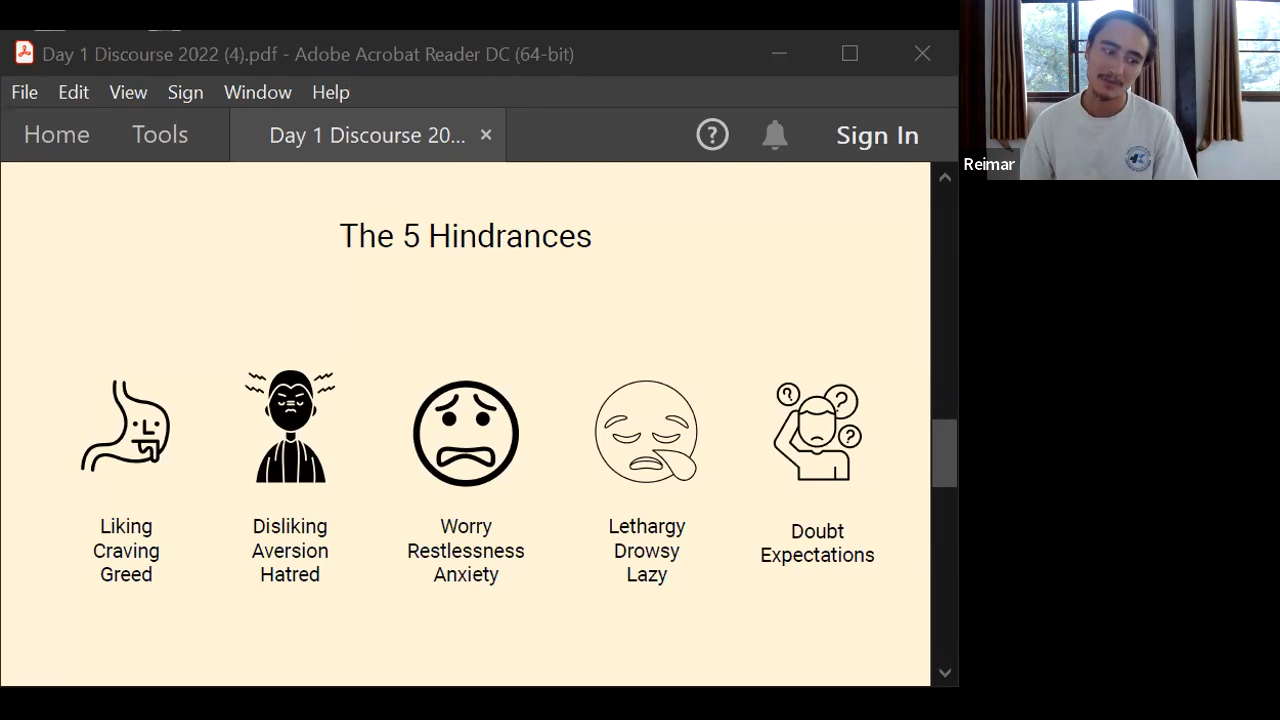 Day 1 Discourse 2022 (4).pdf - Adobe Acrobat Reader DC (64-bit)
File Edit View Sign Window Help
Home Tools Day 1 Discourse 20... × ? Sign In
Reimar
The 5 Hindrances
? ? ?
Liking
Craving
Greed
Disliking
Aversion
Hatred
Worry
Restlessness
Anxiety
Lethargy
Drowsy
Lazy
Doubt
Expectations